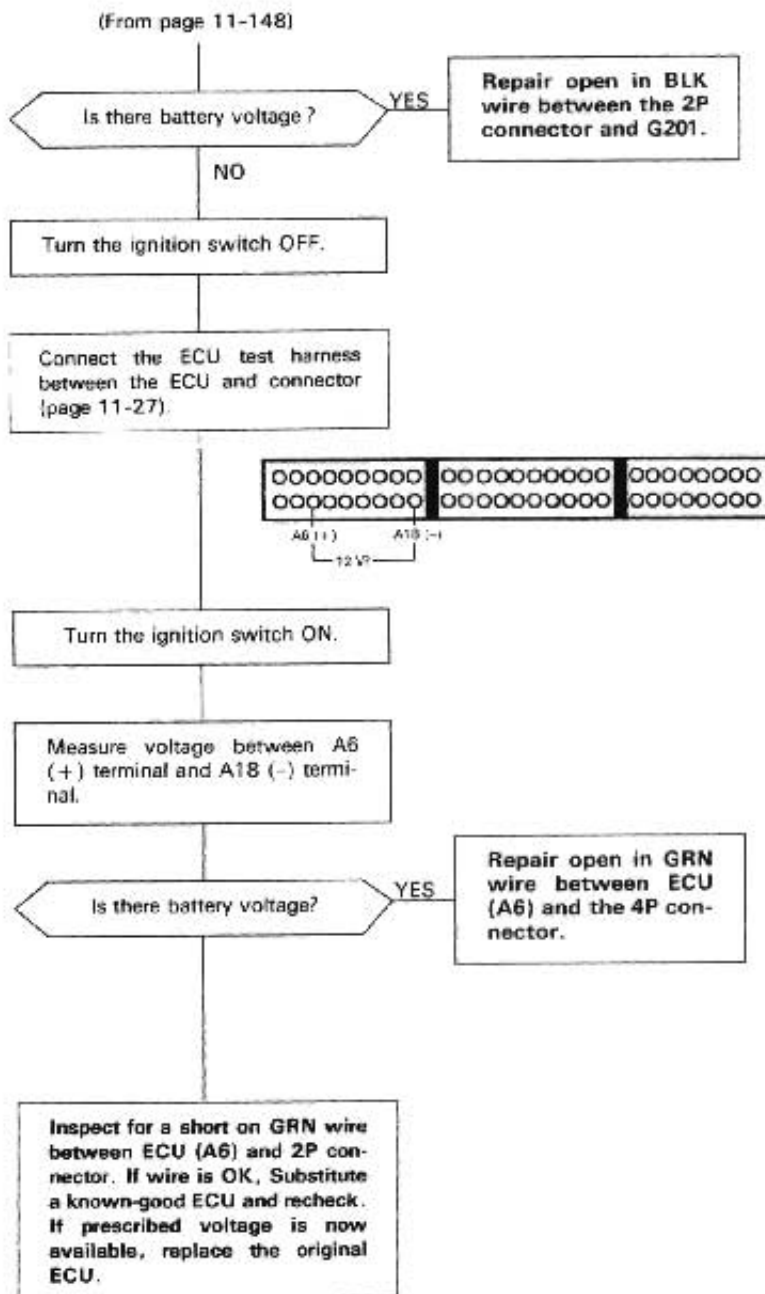 (From page 11-148)
Is there battery voltage?
YES
Repair open in BLK
wire between the 2P
connector and G201.
NO
Turn the ignition switch OFF.
Connect the ECU test harness
between the ECU and connector
(page 11-27).
A6 (+)
A18 (–)
12 V?
Turn the ignition switch ON.
Measure voltage between A6
(+) terminal and A18 (–) termi-
nal.
Is there battery voltage?
YES
Repair open in GRN
wire between ECU
(A6) and the 4P con-
nector.
Inspect for a short on GRN wire
between ECU (A6) and 2P con-
nector. If wire is OK, Substitute
a known-good ECU and recheck.
If prescribed voltage is now
available, replace the original
ECU.